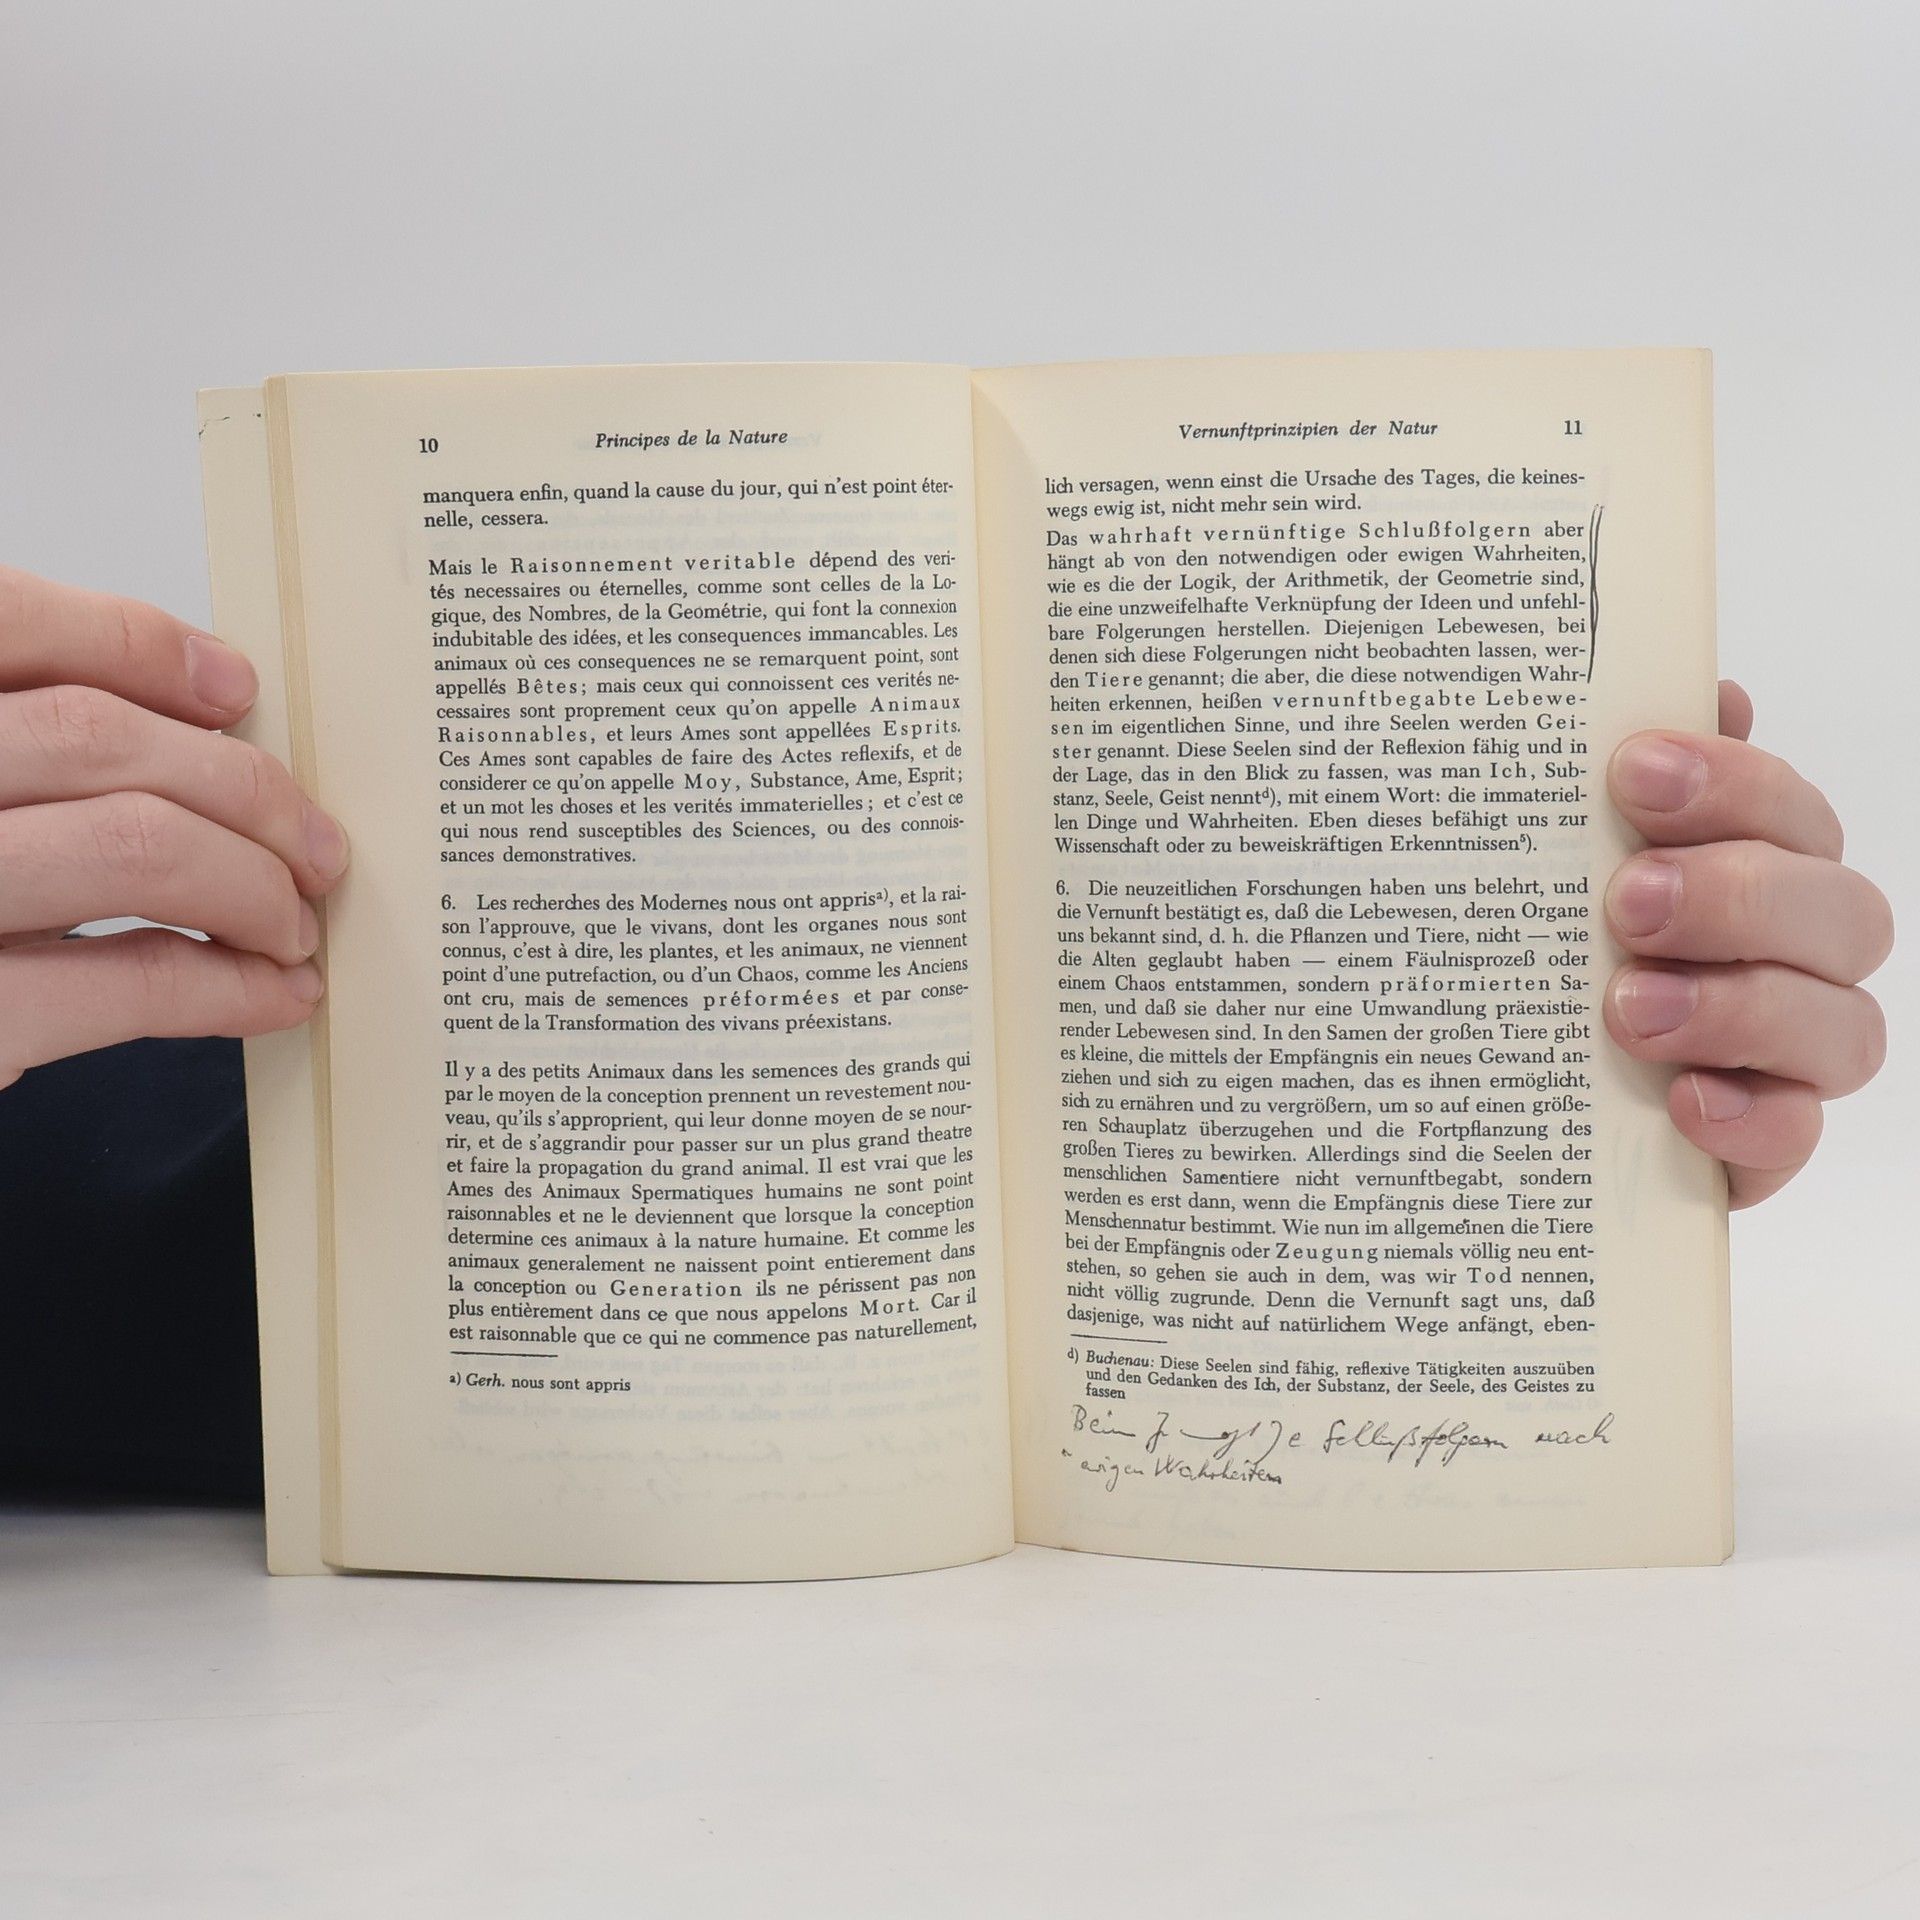 10 Principes de la Nature
manquera enfin, quand la cause du jour, qui n'est point éter-
nelle, cessera.
Mais le Raisonnement veritable dépend des veri-
tés necessaires ou éternelles, comme sont celles de la Lo-
gique, des Nombres, de la Geométrie, qui font la connexion
indubitable des idées, et les consequences immancables. Les
animaux où ces consequences ne se remarquent point, sont
appellés Bêtes; mais ceux qui connoissent ces verités ne-
cessaires sont proprement ceux qu'on appelle Animaux
Raisonnables, et leurs Ames sont appellées Esprits.
Ces Ames sont capables de faire des Actes reflexifs, et de
considerer ce qu'on appelle Moy, Substance, Ame, Esprit;
et un mot les choses et les verités immaterielles; et c'est ce
qui nous rend susceptibles des Sciences, ou des connois-
sances demonstratives.
6. Les recherches des Modernes nous ont apprisa), et la rai-
son l'approuve, que le vivans, dont les organes nous sont
connus, c'est à dire, les plantes, et les animaux, ne viennent
point d'une putrefaction, ou d'un Chaos, comme les Anciens
ont cru, mais de semences préformées et par conse-
quent de la Transformation des vivans préexistans.
Il y a des petits Animaux dans les semences des grands qui
par le moyen de la conception prennent un revestement nou-
veau, qu'ils s'approprient, qui leur donne moyen de se nour-
rir, et de s'aggrandir pour passer sur un plus grand theatre
et faire la propagation du grand animal. Il est vrai que les
Ames des Animaux Spermatiques humains ne sont point
raisonnables et ne le deviennent que lorsque la conception
determine ces animaux à la nature humaine. Et comme les
animaux generalement ne naissent point entierement dans
la conception ou Generation ils ne périssent pas non
plus entièrement dans ce que nous appelons Mort. Car il
est raisonnable que ce qui ne commence pas naturellement,
a) Gerh. nous sont appris
Vernunftprinzipien der Natur 11
lich versagen, wenn einst die Ursache des Tages, die keines-
wegs ewig ist, nicht mehr sein wird.
Das wahrhaft vernünftige Schlußfolgern aber
hängt ab von den notwendigen oder ewigen Wahrheiten,
wie es die der Logik, der Arithmetik, der Geometrie sind,
die eine unzweifelhafte Verknüpfung der Ideen und unfehl-
bare Folgerungen herstellen. Diejenigen Lebewesen, bei
denen sich diese Folgerungen nicht beobachten lassen, wer-
den Tiere genannt; die aber, die diese notwendigen Wahr-
heiten erkennen, heißen vernunftbegabte Lebewe-
sen im eigentlichen Sinne, und ihre Seelen werden Gei-
ster genannt. Diese Seelen sind der Reflexion fähig und in
der Lage, das in den Blick zu fassen, was man Ich, Sub-
stanz, Seele, Geist nenntd), mit einem Wort: die immateriel-
len Dinge und Wahrheiten. Eben dieses befähigt uns zur
Wissenschaft oder zu beweiskräftigen Erkenntnissen5).
6. Die neuzeitlichen Forschungen haben uns belehrt, und
die Vernunft bestätigt es, daß die Lebewesen, deren Organe
uns bekannt sind, d. h. die Pflanzen und Tiere, nicht — wie
die Alten geglaubt haben — einem Fäulnisprozeß oder
einem Chaos entstammen, sondern präformierten Sa-
men, und daß sie daher nur eine Umwandlung präexistie-
render Lebewesen sind. In den Samen der großen Tiere gibt
es kleine, die mittels der Empfängnis ein neues Gewand an-
ziehen und sich zu eigen machen, das es ihnen ermöglicht,
sich zu ernähren und zu vergrößern, um so auf einen größe-
ren Schauplatz überzugehen und die Fortpflanzung des
großen Tieres zu bewirken. Allerdings sind die Seelen der
menschlichen Samentiere nicht vernunftbegabt, sondern
werden es erst dann, wenn die Empfängnis diese Tiere zur
Menschennatur bestimmt. Wie nun im allgemeinen die Tiere
bei der Empfängnis oder Zeugung niemals völlig neu ent-
stehen, so gehen sie auch in dem, was wir Tod nennen,
nicht völlig zugrunde. Denn die Vernunft sagt uns, daß
dasjenige, was nicht auf natürlichem Wege anfängt, eben-
d) Buchenau: Diese Seelen sind fähig, reflexive Tätigkeiten auszuüben
und den Gedanken des Ich, der Substanz, der Seele, des Geistes zu
fassen
Beim Schlußfolgern nach
ewigen Wahrheiten